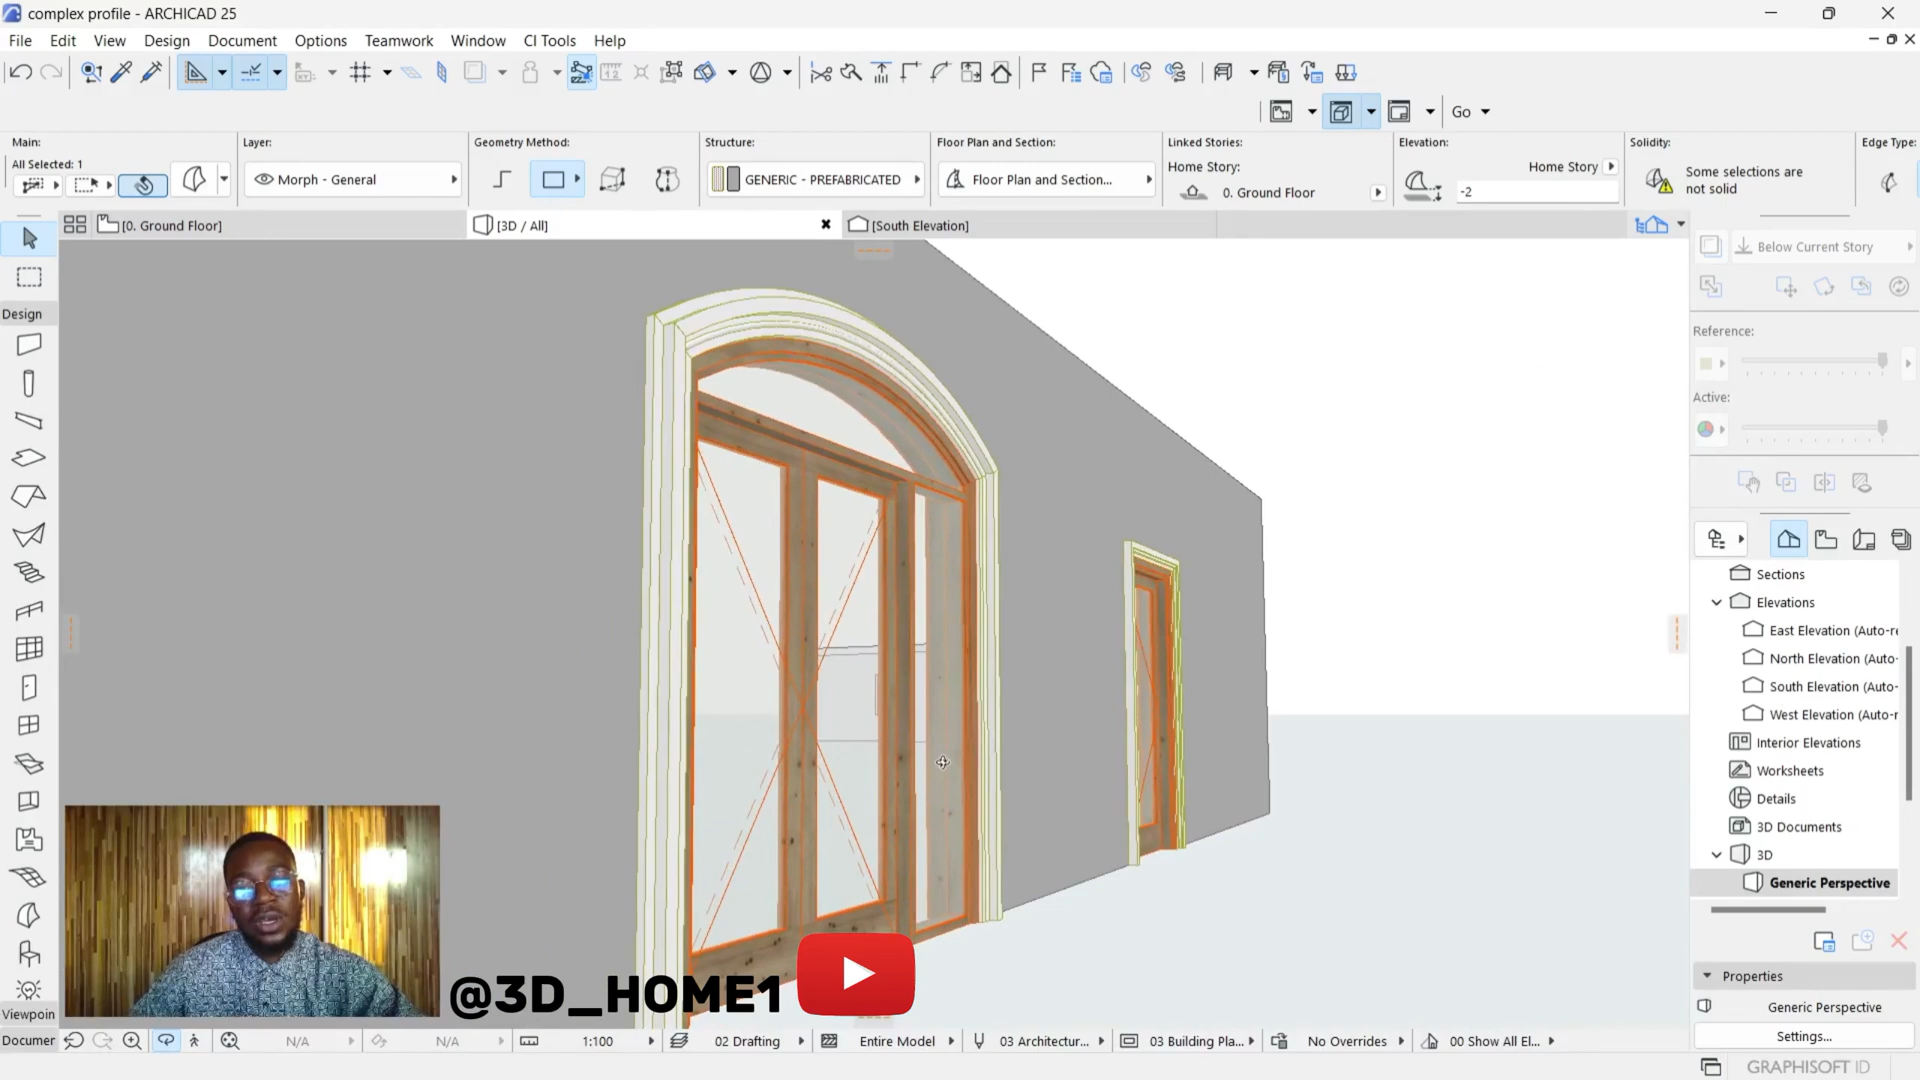 complex profile - ARCHICAD 25
File Edit View Design Document Options Teamwork Window CI Tools Help
Go
Main:
All Selected: 1
Layer:
Morph - General
Geometry Method:
Structure:
GENERIC - PREFABRICATED
Floor Plan and Section:
Floor Plan and Section...
Linked Stories:
Home Story:
0. Ground Floor
Elevation:
Home Story
-2
Solidity:
Some selections are
not solid
Edge Type:
[0. Ground Floor]
[3D / All]
[South Elevation]
Below Current Story
Design
Reference:
Active:
Sections
Elevations
East Elevation (Auto-re
North Elevation (Auto-
South Elevation (Auto-
West Elevation (Auto-r
Interior Elevations
Worksheets
Details
3D Documents
3D
Generic Perspective
@3D_HOME1
Properties
Generic Perspective
Settings...
Viewpoin
Documer
N/A
N/A
1:100
02 Drafting
Entire Model
03 Architectur...
03 Building Pla...
No Overrides
00 Show All El...
GRAPHISOFT ID